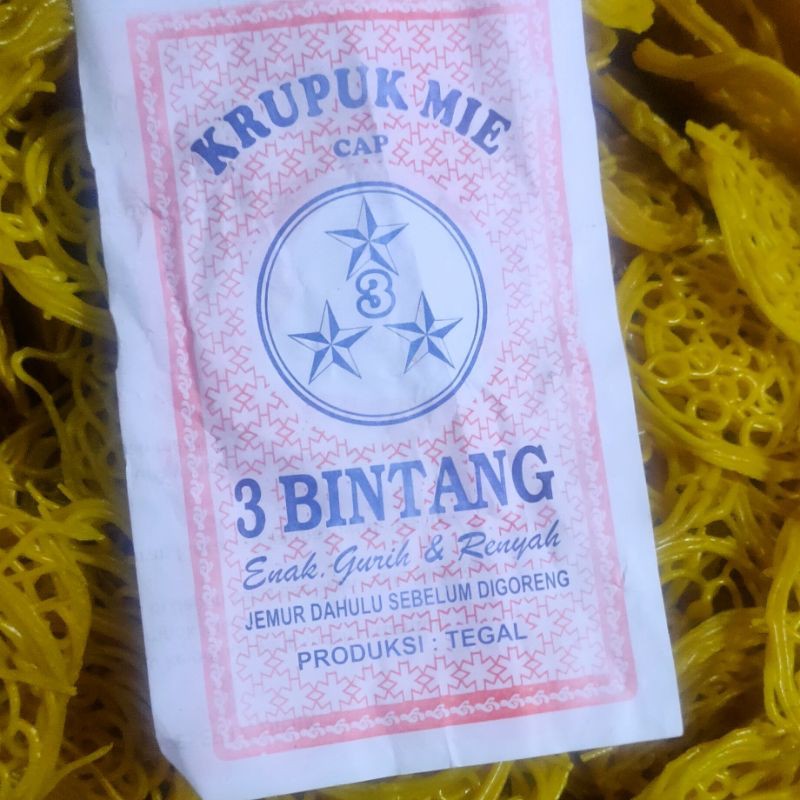 KRUPUK MIE
CAP
3
3 BINTANG
Enak, Gurih & Renyah
JEMUR DAHULU SEBELUM DIGORENG
PRODUKSI : TEGAL